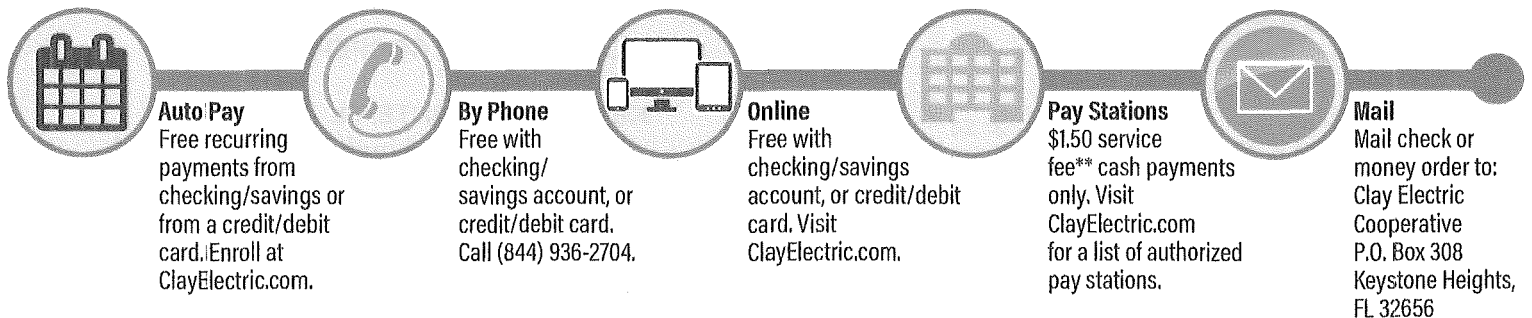 Auto Pay
Free recurring
payments from
checking/savings or
from a credit/debit
card. Enroll at
ClayElectric.com.
By Phone
Free with
checking/
savings account, or
credit/debit card.
Call (844) 936-2704.
Online
Free with
checking/savings
account, or credit/debit
card. Visit
ClayElectric.com.
Pay Stations
$1.50 service
fee** cash payments
only. Visit
ClayElectric.com
for a list of authorized
pay stations.
Mail
Mail check or
money order to:
Clay Electric
Cooperative
P.O. Box 308
Keystone Heights,
FL 32656